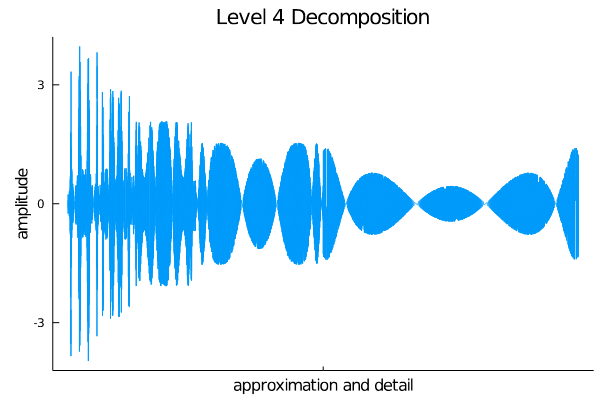 Level 4 Decomposition
3
0
-3
amplitude
approximation and detail